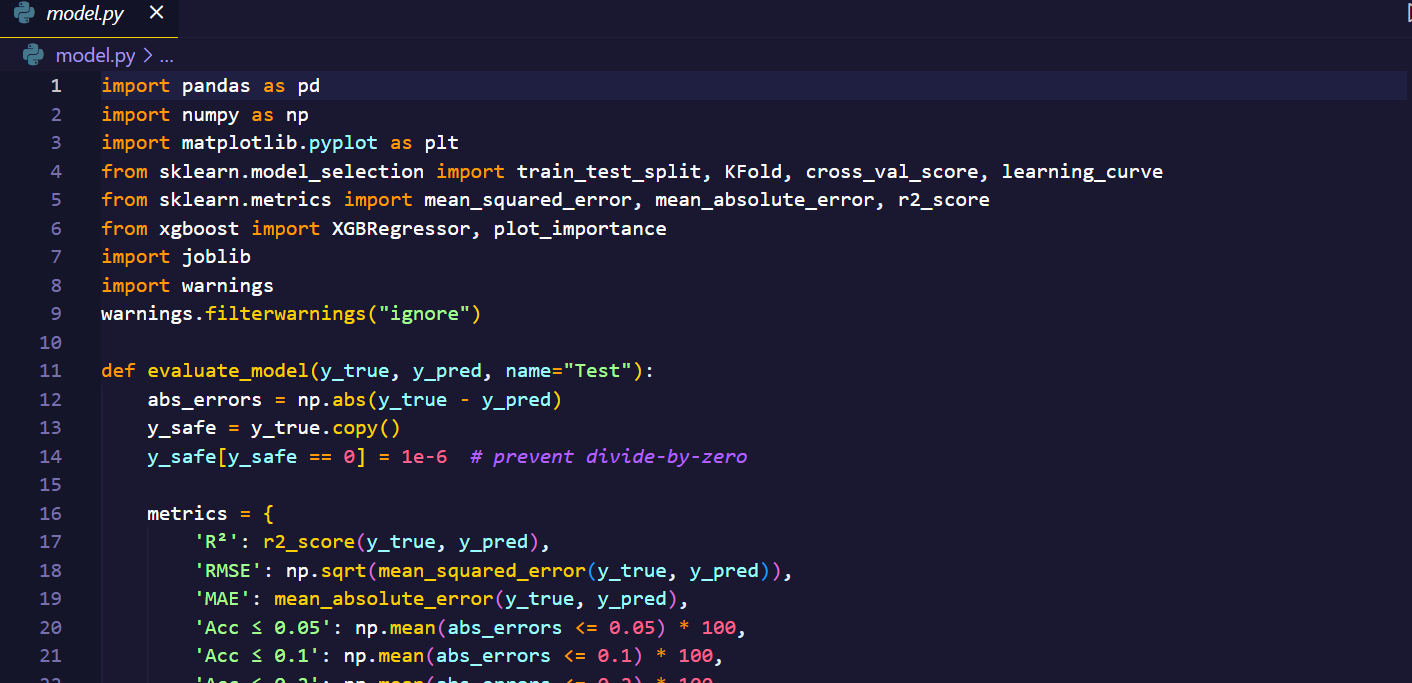 model.py ×
model.py > ...
1 import pandas as pd
2 import numpy as np
3 import matplotlib.pyplot as plt
4 from sklearn.model_selection import train_test_split, KFold, cross_val_score, learning_curve
5 from sklearn.metrics import mean_squared_error, mean_absolute_error, r2_score
6 from xgboost import XGBRegressor, plot_importance
7 import joblib
8 import warnings
9 warnings.filterwarnings("ignore")
10
11 def evaluate_model(y_true, y_pred, name="Test"):
12     abs_errors = np.abs(y_true - y_pred)
13     y_safe = y_true.copy()
14     y_safe[y_safe == 0] = 1e-6  # prevent divide-by-zero
15
16     metrics = {
17         'R²': r2_score(y_true, y_pred),
18         'RMSE': np.sqrt(mean_squared_error(y_true, y_pred)),
19         'MAE': mean_absolute_error(y_true, y_pred),
20         'Acc ≤ 0.05': np.mean(abs_errors <= 0.05) * 100,
21         'Acc ≤ 0.1': np.mean(abs_errors <= 0.1) * 100,